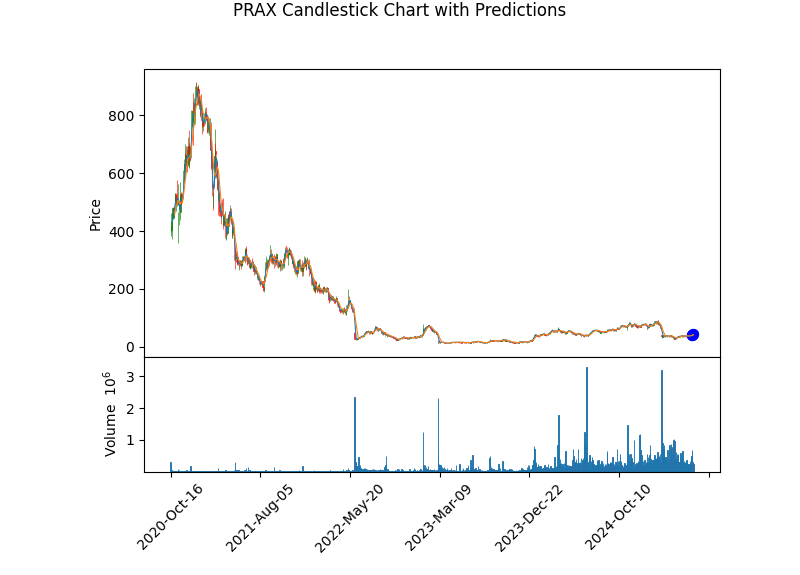 PRAX Candlestick Chart with Predictions
800
600
400
200
0
Price
3
2
1
Volume 10^6
2020-Oct-16
2021-Aug-05
2022-May-20
2023-Mar-09
2023-Dec-22
2024-Oct-10